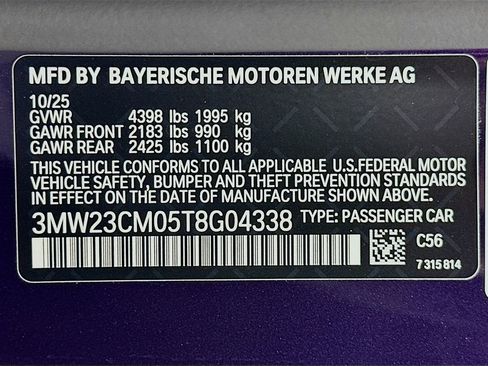 MFD BY BAYERISCHE MOTOREN WERKE AG
10/25
GVWR 4398 lbs 1995 kg
GAWR FRONT 2183 lbs 990 kg
GAWR REAR 2425 lbs 1100 kg
THIS VEHICLE CONFORMS TO ALL APPLICABLE U.S.FEDERAL MOTOR
VEHICLE SAFETY, BUMPER AND THEFT PREVENTION STANDARDS
IN EFFECT ON THE DATE OF MANUFACTURE SHOWN ABOVE.
3MW23CM05T8G04338 TYPE: PASSENGER CAR
C56
7 315 814